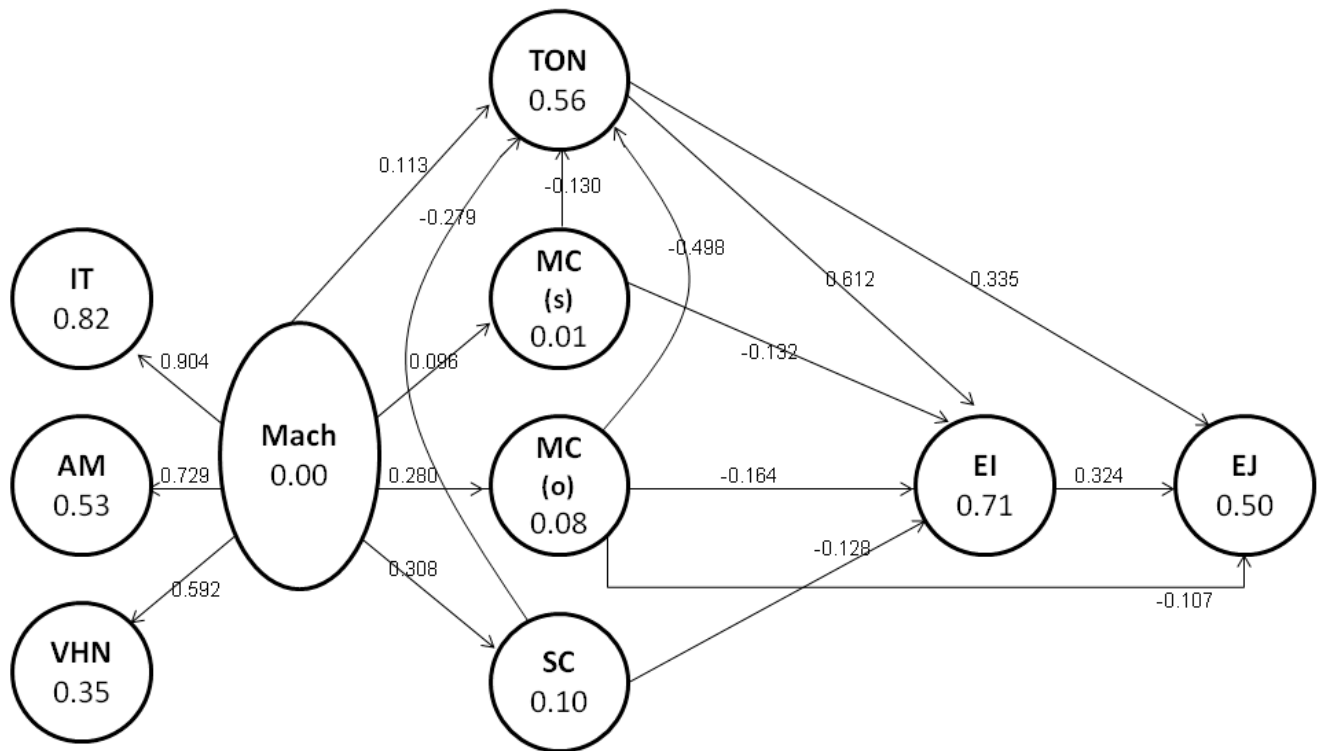 TON
0.56
0.113
-0.130
-0.279
-0.498
IT
0.82
MC
(s)
0.01
0.612
0.335
0.904
0.096
-0.132
Mach
0.00
AM
0.53
0.729
0.280
MC
(o)
0.08
-0.164
EI
0.71
0.324
EJ
0.50
-0.128
0.308
0.592
-0.107
VHN
0.35
SC
0.10